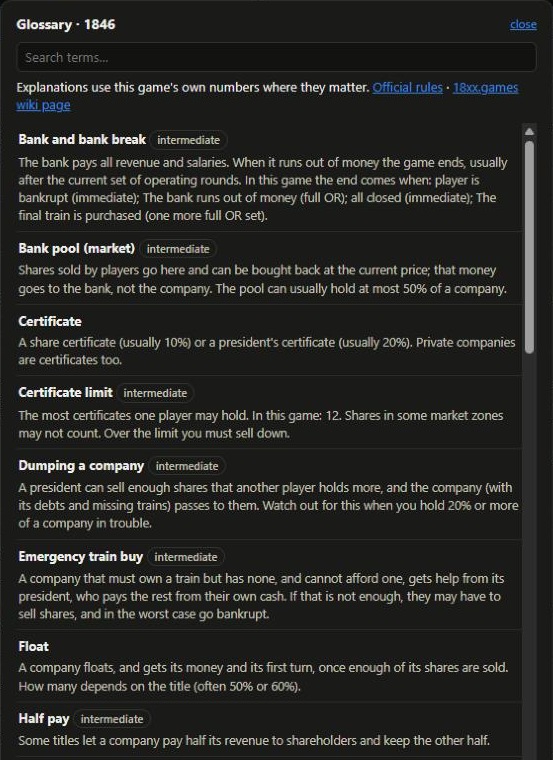 Glossary · 1846
close
Search terms...
Explanations use this game's own numbers where they matter. Official rules · 18xx.games
wiki page
Bank and bank break intermediate
The bank pays all revenue and salaries. When it runs out of money the game ends, usually
after the current set of operating rounds. In this game the end comes when: player is
bankrupt (immediate); The bank runs out of money (full OR); all closed (immediate); The
final train is purchased (one more full OR set).
Bank pool (market) intermediate
Shares sold by players go here and can be bought back at the current price; that money
goes to the bank, not the company. The pool can usually hold at most 50% of a company.
Certificate
A share certificate (usually 10%) or a president's certificate (usually 20%). Private companies
are certificates too.
Certificate limit intermediate
The most certificates one player may hold. In this game: 12. Shares in some market zones
may not count. Over the limit you must sell down.
Dumping a company intermediate
A president can sell enough shares that another player holds more, and the company (with
its debts and missing trains) passes to them. Watch out for this when you hold 20% or more
of a company in trouble.
Emergency train buy intermediate
A company that must own a train but has none, and cannot afford one, gets help from its
president, who pays the rest from their own cash. If that is not enough, they may have to
sell shares, and in the worst case go bankrupt.
Float
A company floats, and gets its money and its first turn, once enough of its shares are sold.
How many depends on the title (often 50% or 60%).
Half pay intermediate
Some titles let a company pay half its revenue to shareholders and keep the other half.